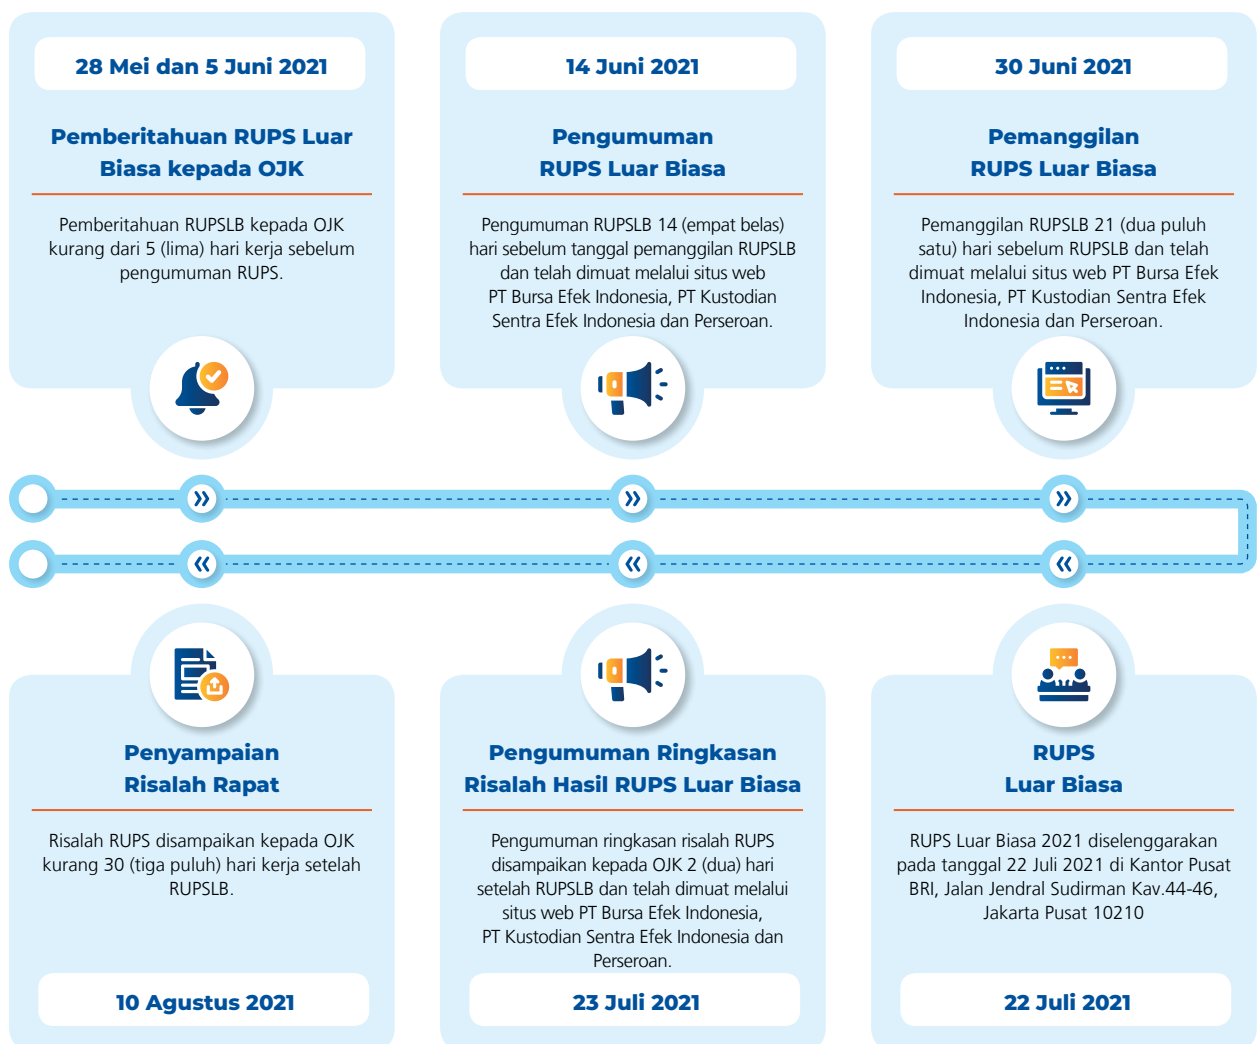 28 Mei dan 5 Juni 2021
Pemberitahuan RUPS Luar
Biasa kepada OJK
Pemberitahuan RUPSLB kepada OJK
kurang dari 5 (lima) hari kerja sebelum
pengumuman RUPS.
14 Juni 2021
Pengumuman
RUPS Luar Biasa
Pengumuman RUPSLB 14 (empat belas)
hari sebelum tanggal pemanggilan RUPSLB
dan telah dimuat melalui situs web
PT Bursa Efek Indonesia, PT Kustodian
Sentra Efek Indonesia dan Perseroan.
30 Juni 2021
Pemanggilan
RUPS Luar Biasa
Pemanggilan RUPSLB 21 (dua puluh
satu) hari sebelum RUPSLB dan telah
dimuat melalui situs web PT Bursa Efek
Indonesia, PT Kustodian Sentra Efek
Indonesia dan Perseroan.
RUPS
Luar Biasa
RUPS Luar Biasa 2021 diselenggarakan
pada tanggal 22 Juli 2021 di Kantor Pusat
BRI, Jalan Jendral Sudirman Kav.44-46,
Jakarta Pusat 10210
22 Juli 2021
Pengumuman Ringkasan
Risalah Hasil RUPS Luar Biasa
Pengumuman ringkasan risalah RUPS
disampaikan kepada OJK 2 (dua) hari
setelah RUPSLB dan telah dimuat melalui
situs web PT Bursa Efek Indonesia,
PT Kustodian Sentra Efek Indonesia dan
Perseroan.
23 Juli 2021
Penyampaian
Risalah Rapat
Risalah RUPS disampaikan kepada OJK
kurang 30 (tiga puluh) hari kerja setelah
RUPSLB.
10 Agustus 2021